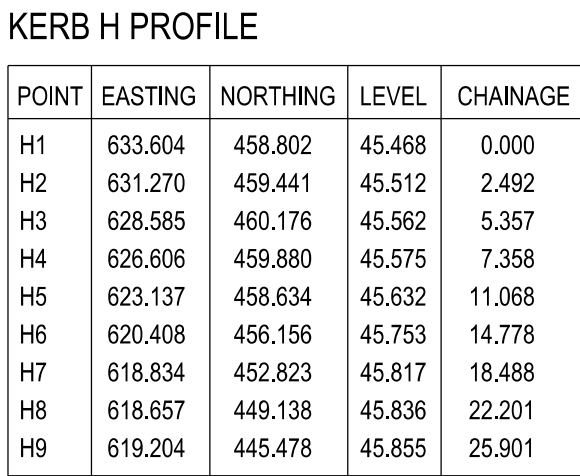 KERB H PROFILE
POINT EASTING NORTHING LEVEL CHAINAGE
H1 633.604 458.802 45.468 0.000
H2 631.270 459.441 45.512 2.492
H3 628.585 460.176 45.562 5.357
H4 626.606 459.880 45.575 7.358
H5 623.137 458.634 45.632 11.068
H6 620.408 456.156 45.753 14.778
H7 618.834 452.823 45.817 18.488
H8 618.657 449.138 45.836 22.201
H9 619.204 445.478 45.855 25.901